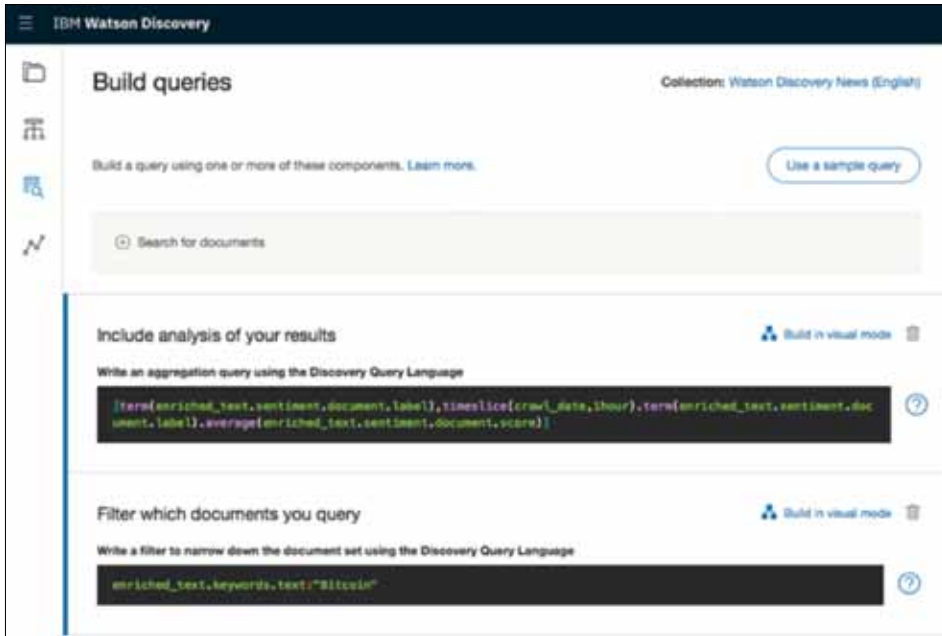 IBM Watson Discovery
Build queries
Collection: Watson Discovery News (English)
Build a query using one or more of these components. Learn more.
Use a sample query
Search for documents
Include analysis of your results
Build in visual mode
Write an aggregation query using the Discovery Query Language
[term(enriched_text.sentiment.document.label),timeslice(crawl_date,1hour).term(enriched_text.sentiment.doc
ument.label).average(enriched_text.sentiment.document.score)]
Filter which documents you query
Build in visual mode
Write a filter to narrow down the document set using the Discovery Query Language
enriched_text.keywords.text:"Bitcoin"